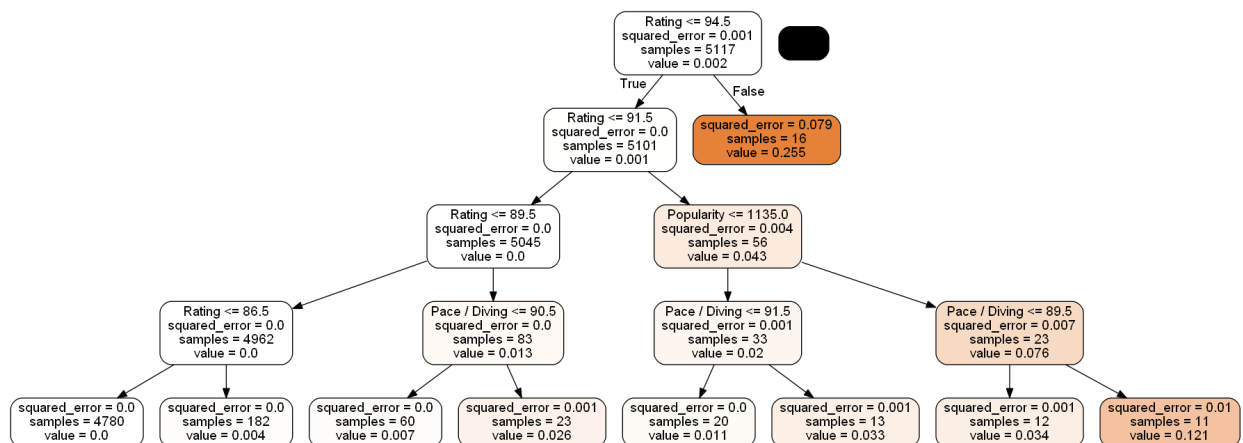 Rating <= 94.5
squared_error = 0.001
samples = 5117
value = 0.002
True
False
Rating <= 91.5
squared_error = 0.0
samples = 5101
value = 0.001
squared_error = 0.079
samples = 16
value = 0.255
Rating <= 89.5
squared_error = 0.0
samples = 5045
value = 0.0
Popularity <= 1135.0
squared_error = 0.004
samples = 56
value = 0.043
Rating <= 86.5
squared_error = 0.0
samples = 4962
value = 0.0
Pace / Diving <= 90.5
squared_error = 0.0
samples = 83
value = 0.013
Pace / Diving <= 91.5
squared_error = 0.001
samples = 33
value = 0.02
Pace / Diving <= 89.5
squared_error = 0.007
samples = 23
value = 0.076
squared_error = 0.0
samples = 4780
value = 0.0
squared_error = 0.0
samples = 182
value = 0.004
squared_error = 0.0
samples = 60
value = 0.007
squared_error = 0.001
samples = 23
value = 0.026
squared_error = 0.0
samples = 20
value = 0.011
squared_error = 0.001
samples = 13
value = 0.033
squared_error = 0.001
samples = 12
value = 0.034
squared_error = 0.01
samples = 11
value = 0.121